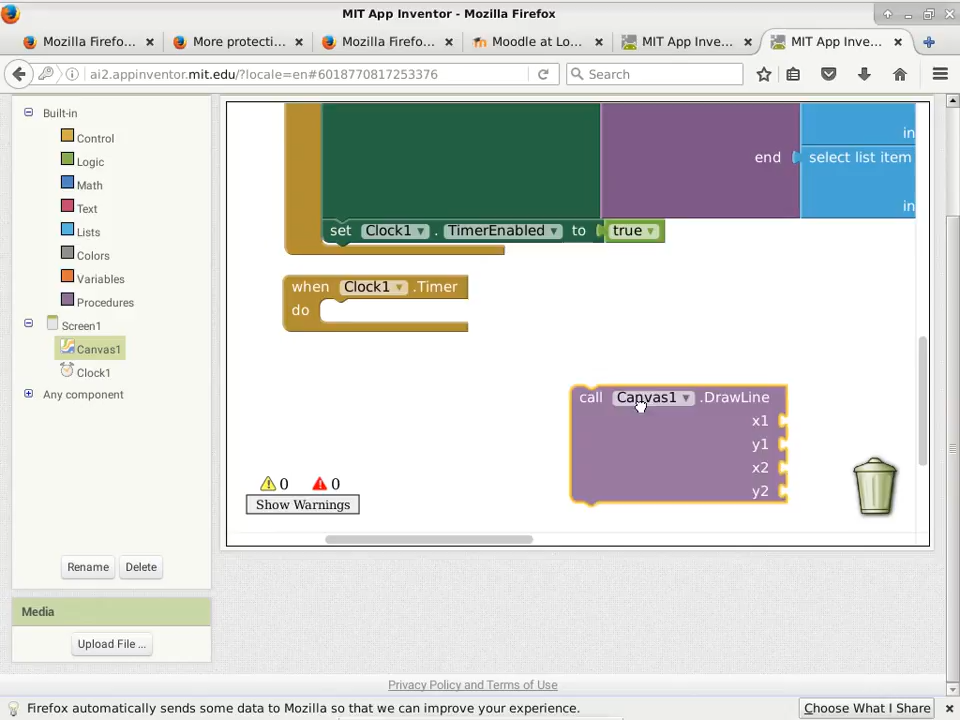 MIT App Inventor - Mozilla Firefox
Mozilla Firefo...
More protecti...
Mozilla Firefo...
Moodle at Lo...
MIT App Inve...
MIT App Inve...
ai2.appinventor.mit.edu/?locale=en#6018770817253376
Search
Built-in
Control
Logic
Math
Text
Lists
Colors
Variables
Procedures
Screen1
Canvas1
Clock1
Any component
Rename
Delete
Media
Upload File ...
in
end
select list item
in
set Clock1 . TimerEnabled to true
when Clock1 .Timer
do
call Canvas1 .DrawLine
x1
y1
x2
y2
0
0
Show Warnings
Privacy Policy and Terms of Use
Firefox automatically sends some data to Mozilla so that we can improve your experience.
Choose What I Share